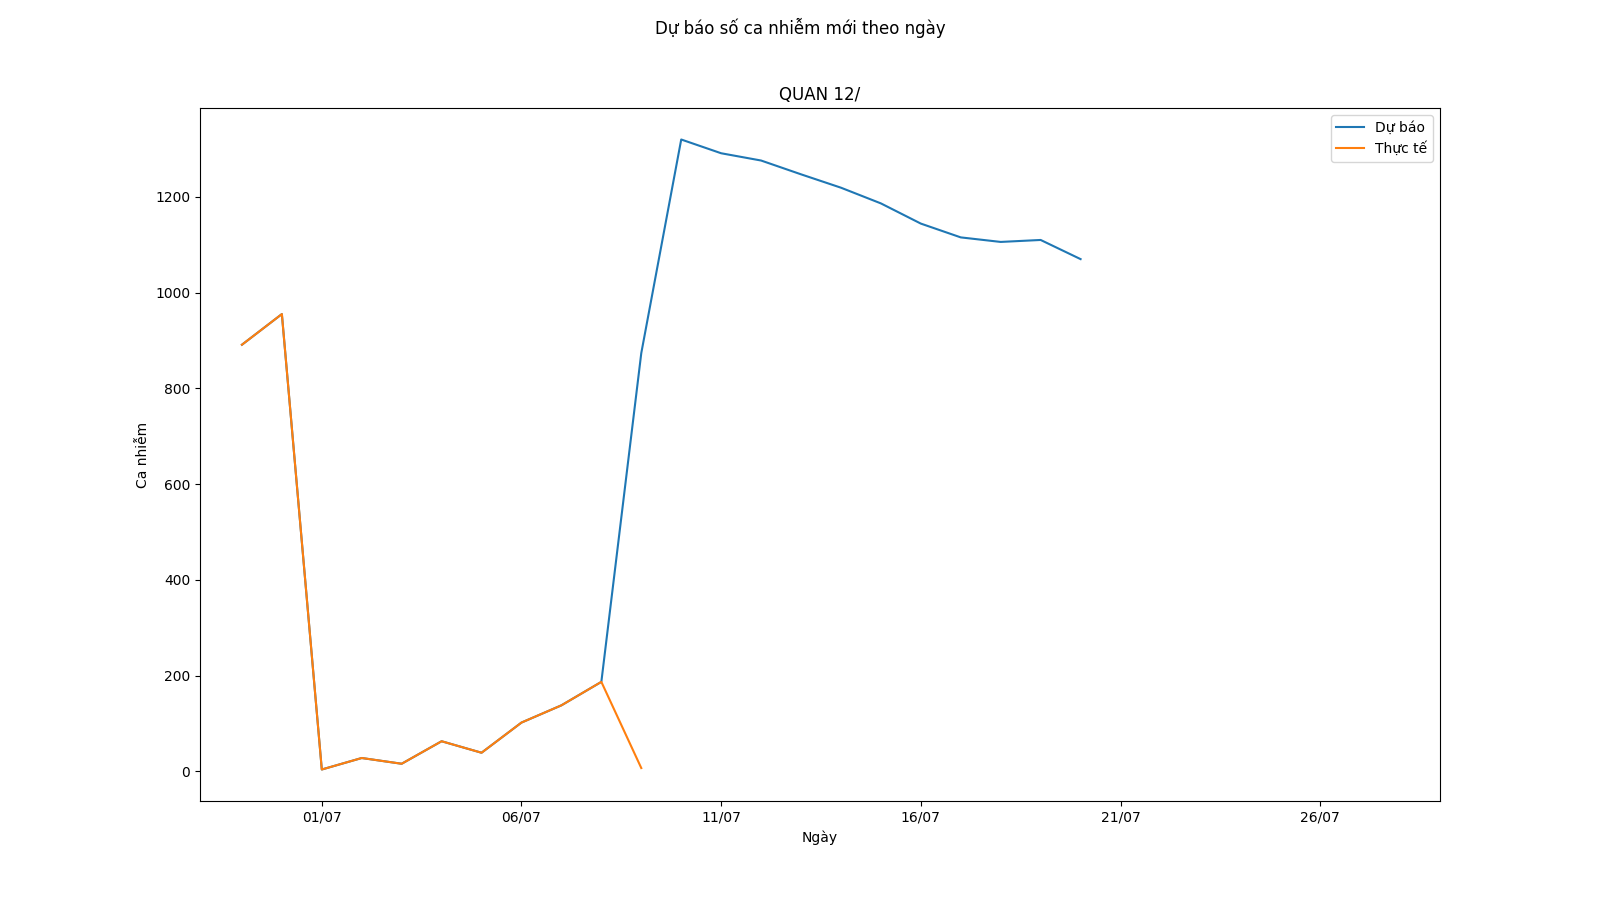 Dự báo số ca nhiễm mới theo ngày
QUAN 12/
Dự báo
Thực tế
1200
1000
800
600
400
200
0
Ca nhiễm
01/07
06/07
11/07
16/07
21/07
26/07
Ngày